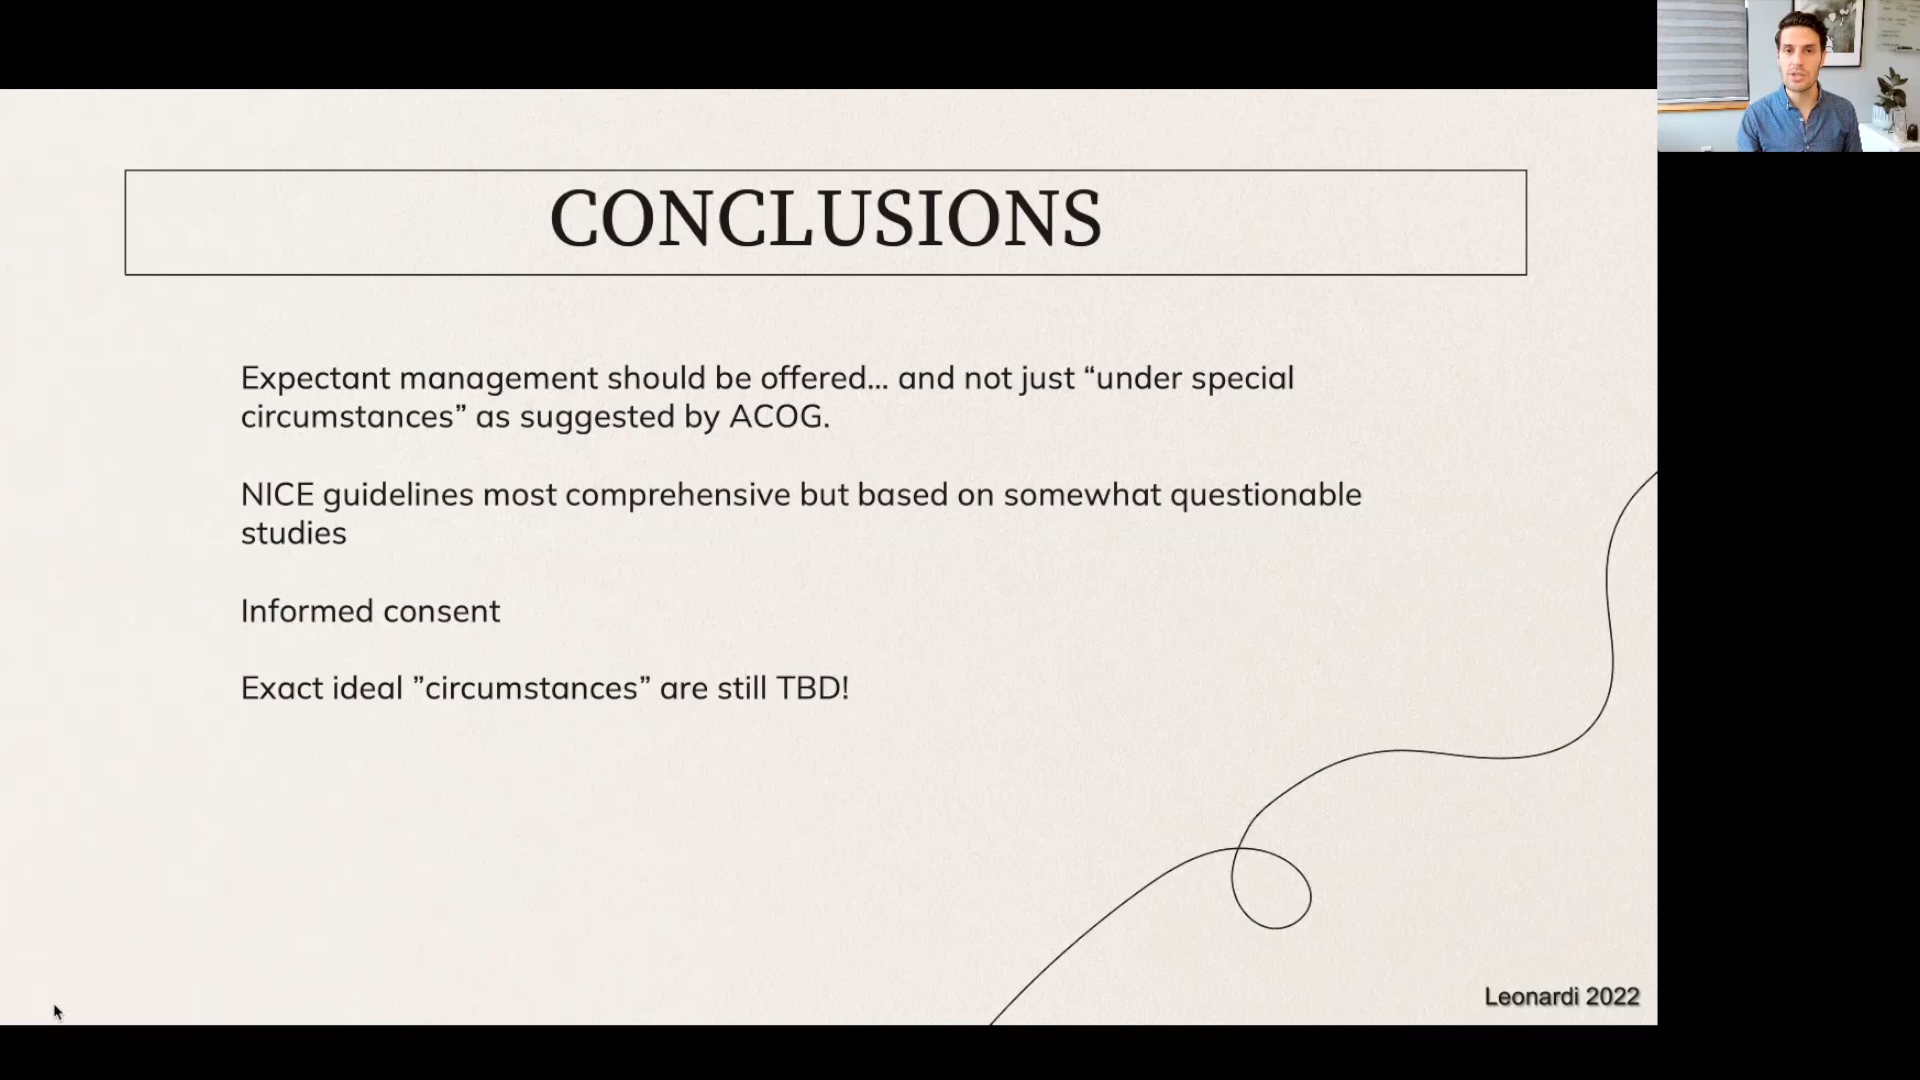 CONCLUSIONS
Expectant management should be offered... and not just “under special
circumstances” as suggested by ACOG.
NICE guidelines most comprehensive but based on somewhat questionable
studies
Informed consent
Exact ideal ”circumstances” are still TBD!
Leonardi 2022